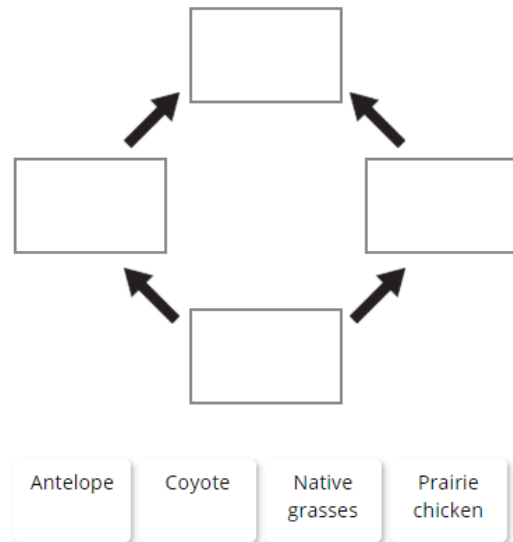 Antelope
Coyote
Native
grasses
Prairie
chicken